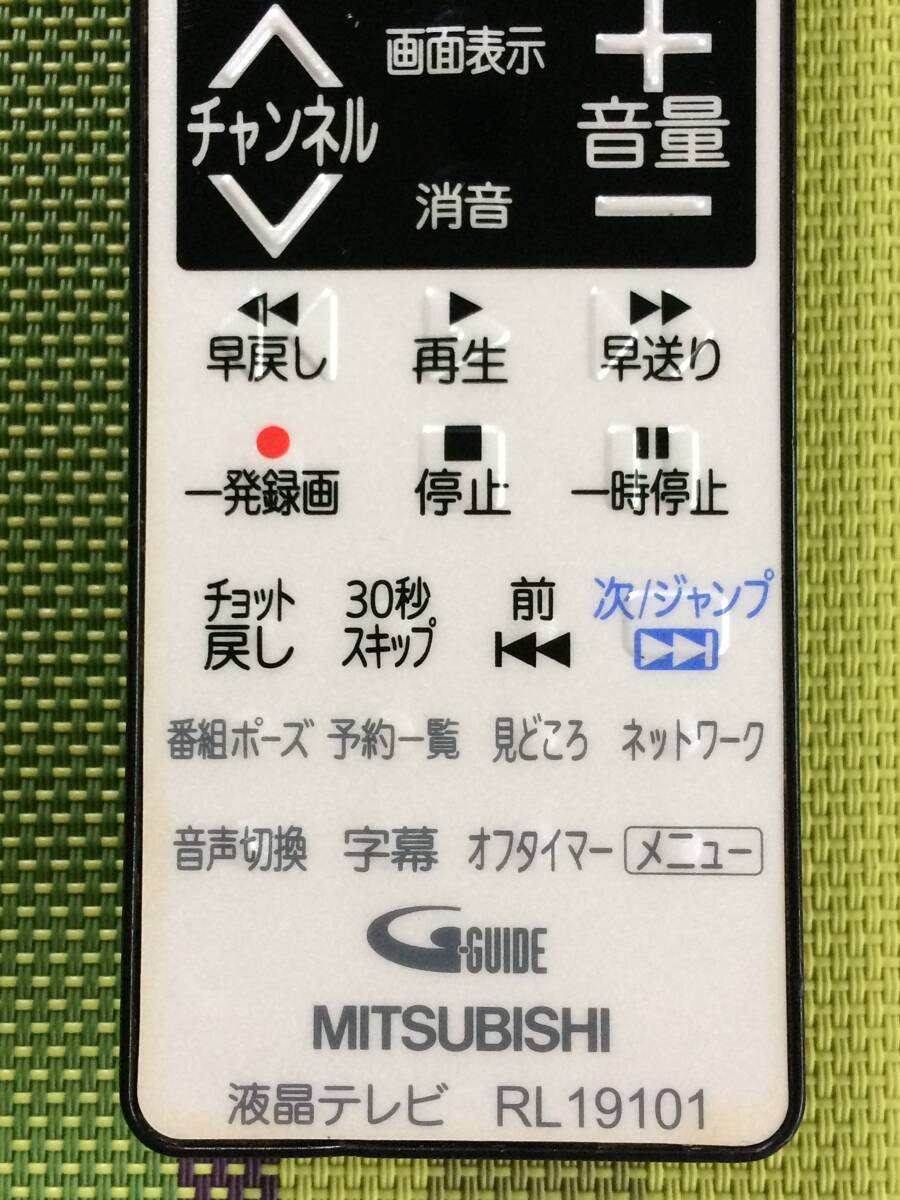 画面表示
チャンネル
音量
消音
早戻し 再生 早送り
一発録画 停止 一時停止
チョット戻し 30秒スキップ 前 次/ジャンプ
番組ポーズ 予約一覧 見どころ ネットワーク
音声切換 字幕 オフタイマー メニュー
G-GUIDE
MITSUBISHI
液晶テレビ RL19101